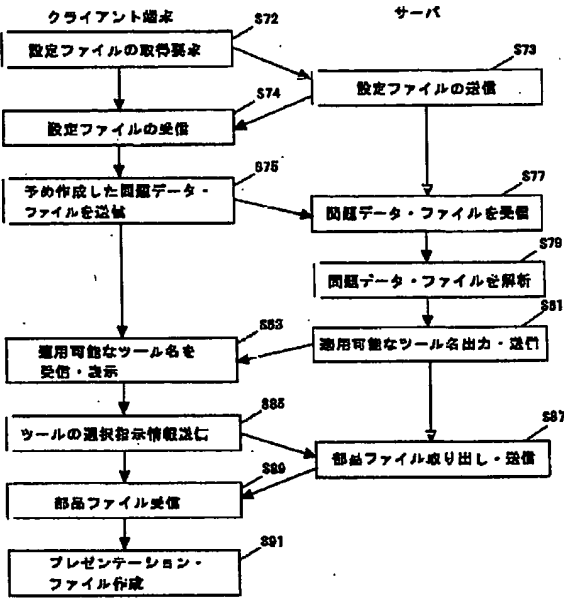 クライアント端末
サーバ
S72
設定ファイルの取得要求
S73
設定ファイルの送信
S74
設定ファイルの受信
S75
予め作成した問題データ・
ファイルを送信
S77
問題データ・ファイルを受信
S79
問題データ・ファイルを解析
S81
適用可能なツール名出力・送信
S83
適用可能なツール名を
受信・表示
S85
ツールの選択指示情報送信
S87
部品ファイル取り出し・送信
S89
部品ファイル受信
S91
プレゼンテーション・
ファイル作成